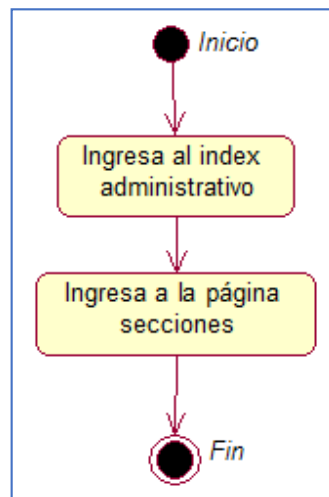 Inicio
Ingresa al index
administrativo
Ingresa a la página
secciones
Fin